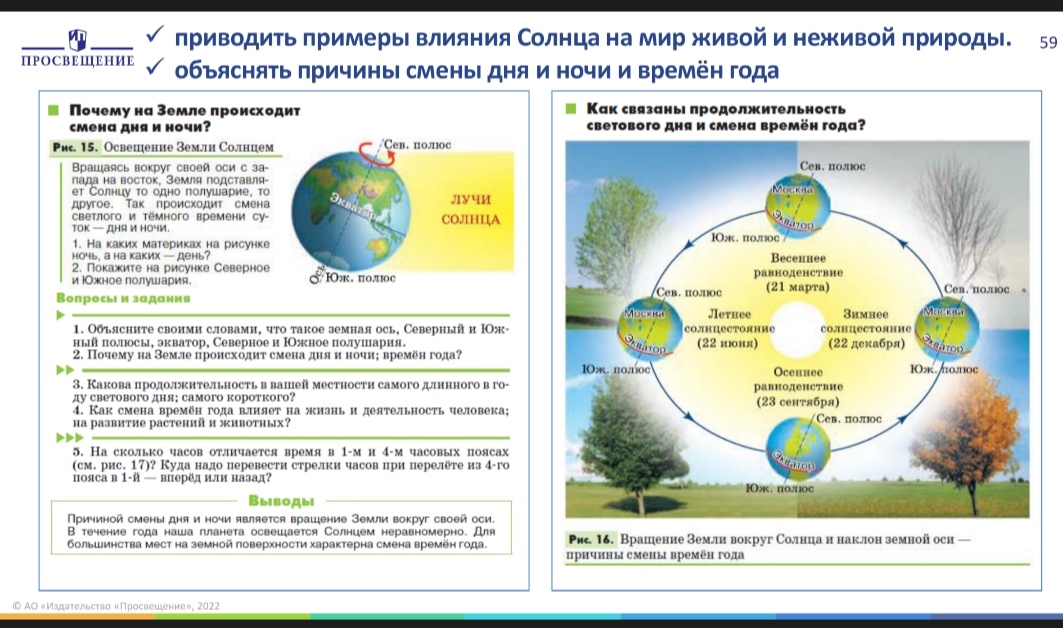 ПРОСВЕЩЕНИЕ
✓ приводить примеры влияния Солнца на мир живой и неживой природы.
✓ объяснять причины смены дня и ночи и времён года
59
Почему на Земле происходит
смена дня и ночи?
Рис. 15. Освещение Земли Солнцем
Вращаясь вокруг своей оси с за-
пада на восток, Земля подставля-
ет Солнцу то одно полушарие, то
другое. Так происходит смена
светлого и тёмного времени су-
ток — дня и ночи.
1. На каких материках на рисунке
ночь, а на каких — день?
2. Покажите на рисунке Северное
и Южное полушария.
Сев. полюс
Экватор
ЛУЧИ
СОЛНЦА
Ось
Юж. полюс
Вопросы и задания
1. Объясните своими словами, что такое земная ось, Северный и Юж-
ный полюсы, экватор, Северное и Южное полушария.
2. Почему на Земле происходит смена дня и ночи; времён года?
3. Какова продолжительность в вашей местности самого длинного в го-
ду светового дня; самого короткого?
4. Как смена времён года влияет на жизнь и деятельность человека;
на развитие растений и животных?
5. На сколько часов отличается время в 1-м и 4-м часовых поясах
(см. рис. 17)? Куда надо перевести стрелки часов при перелёте из 4-го
пояса в 1-й — вперёд или назад?
Выводы
Причиной смены дня и ночи является вращение Земли вокруг своей оси.
В течение года наша планета освещается Солнцем неравномерно. Для
большинства мест на земной поверхности характерна смена времён года.
Как связаны продолжительность
светового дня и смена времён года?
Сев. полюс
Москва
Экватор
Юж. полюс
Весеннее
равноденствие
(21 марта)
Сев. полюс
Москва
Экватор
Юж. полюс
Летнее
солнцестояние
(22 июня)
Зимнее
солнцестояние
(22 декабря)
Сев. полюс
Москва
Экватор
Юж. полюс
Осеннее
равноденствие
(23 сентября)
Сев. полюс
Экватор
Юж. полюс
Рис. 16. Вращение Земли вокруг Солнца и наклон земной оси —
причины смены времён года
© АО «Издательство «Просвещение», 2022